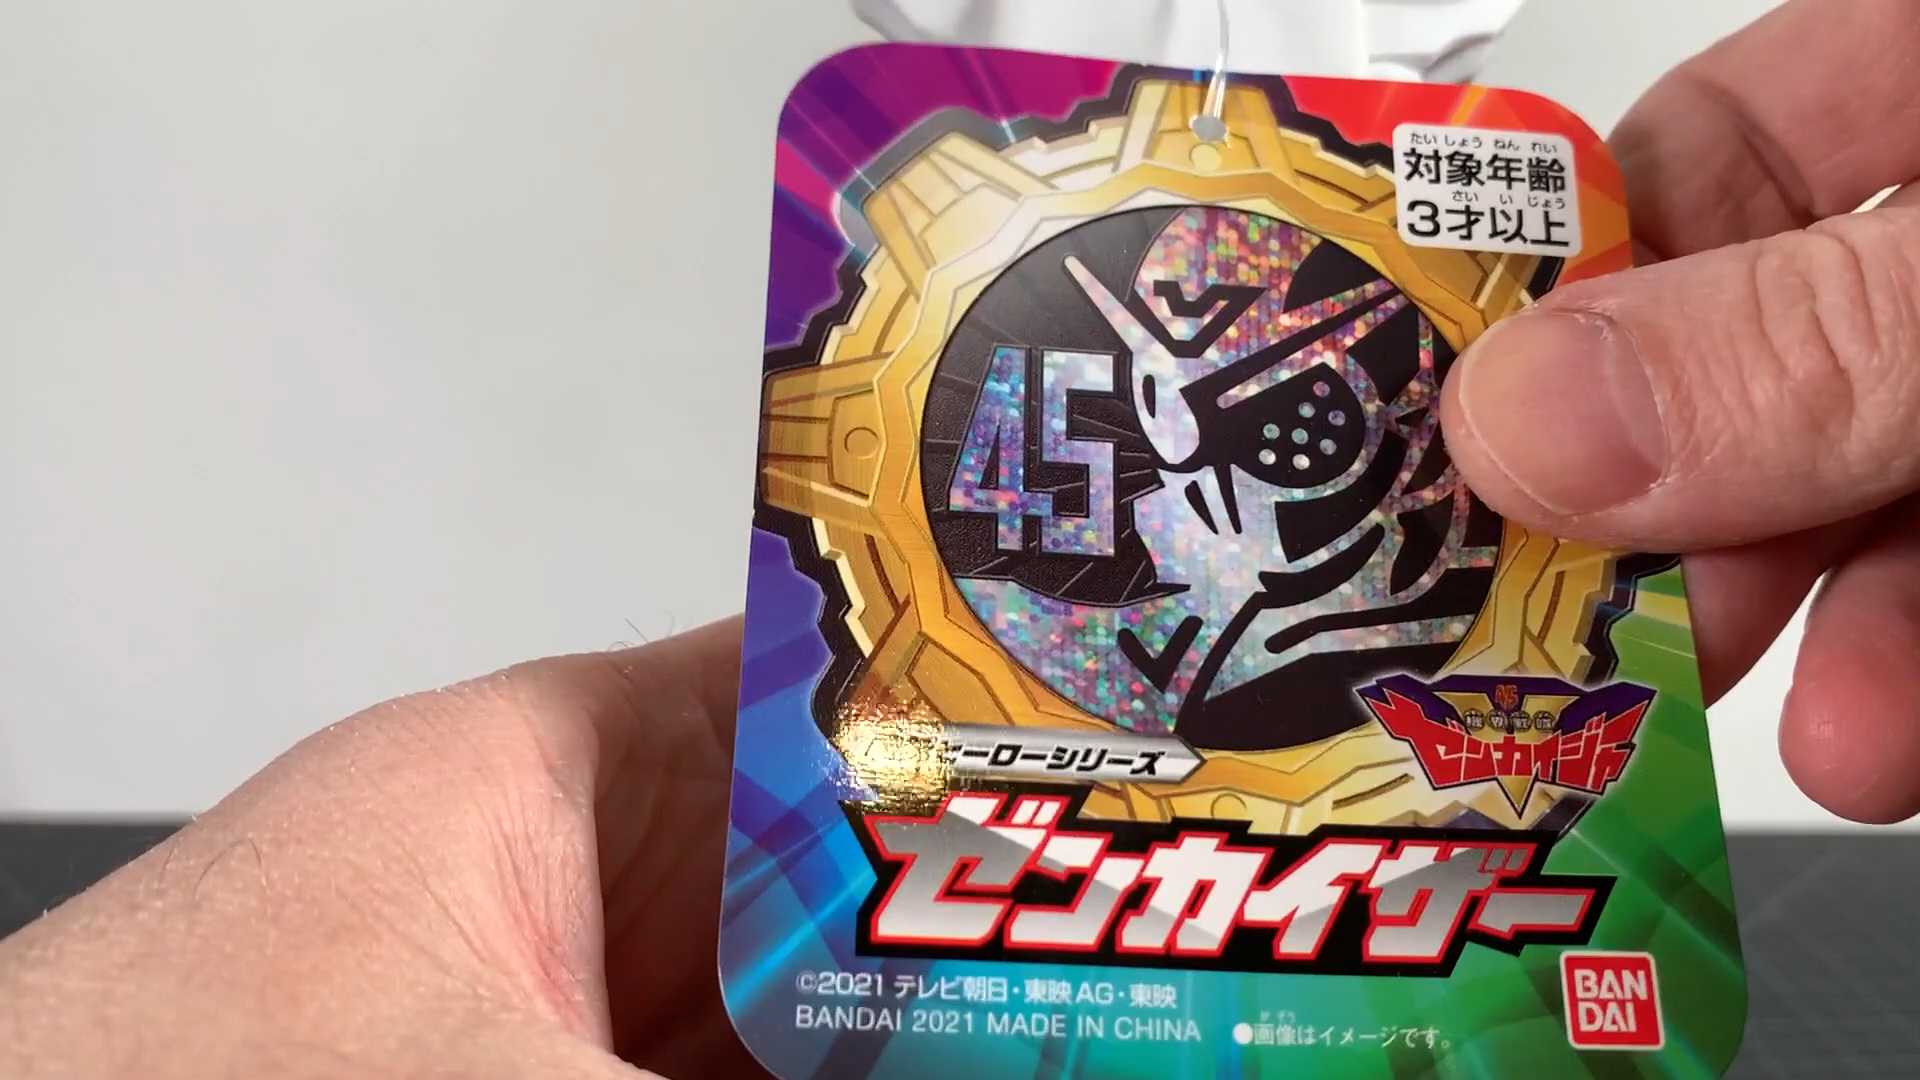 たいしょうねんれい
対象年齢
さい いじょう
3才以上
45
45
機界戦隊
ゼンカイジャー
ーローシリーズ
ゼンカイザー
©2021 テレビ朝日・東映AG・東映
BANDAI 2021 MADE IN CHINA
がぞう
●画像はイメージです。
BAN
DAI